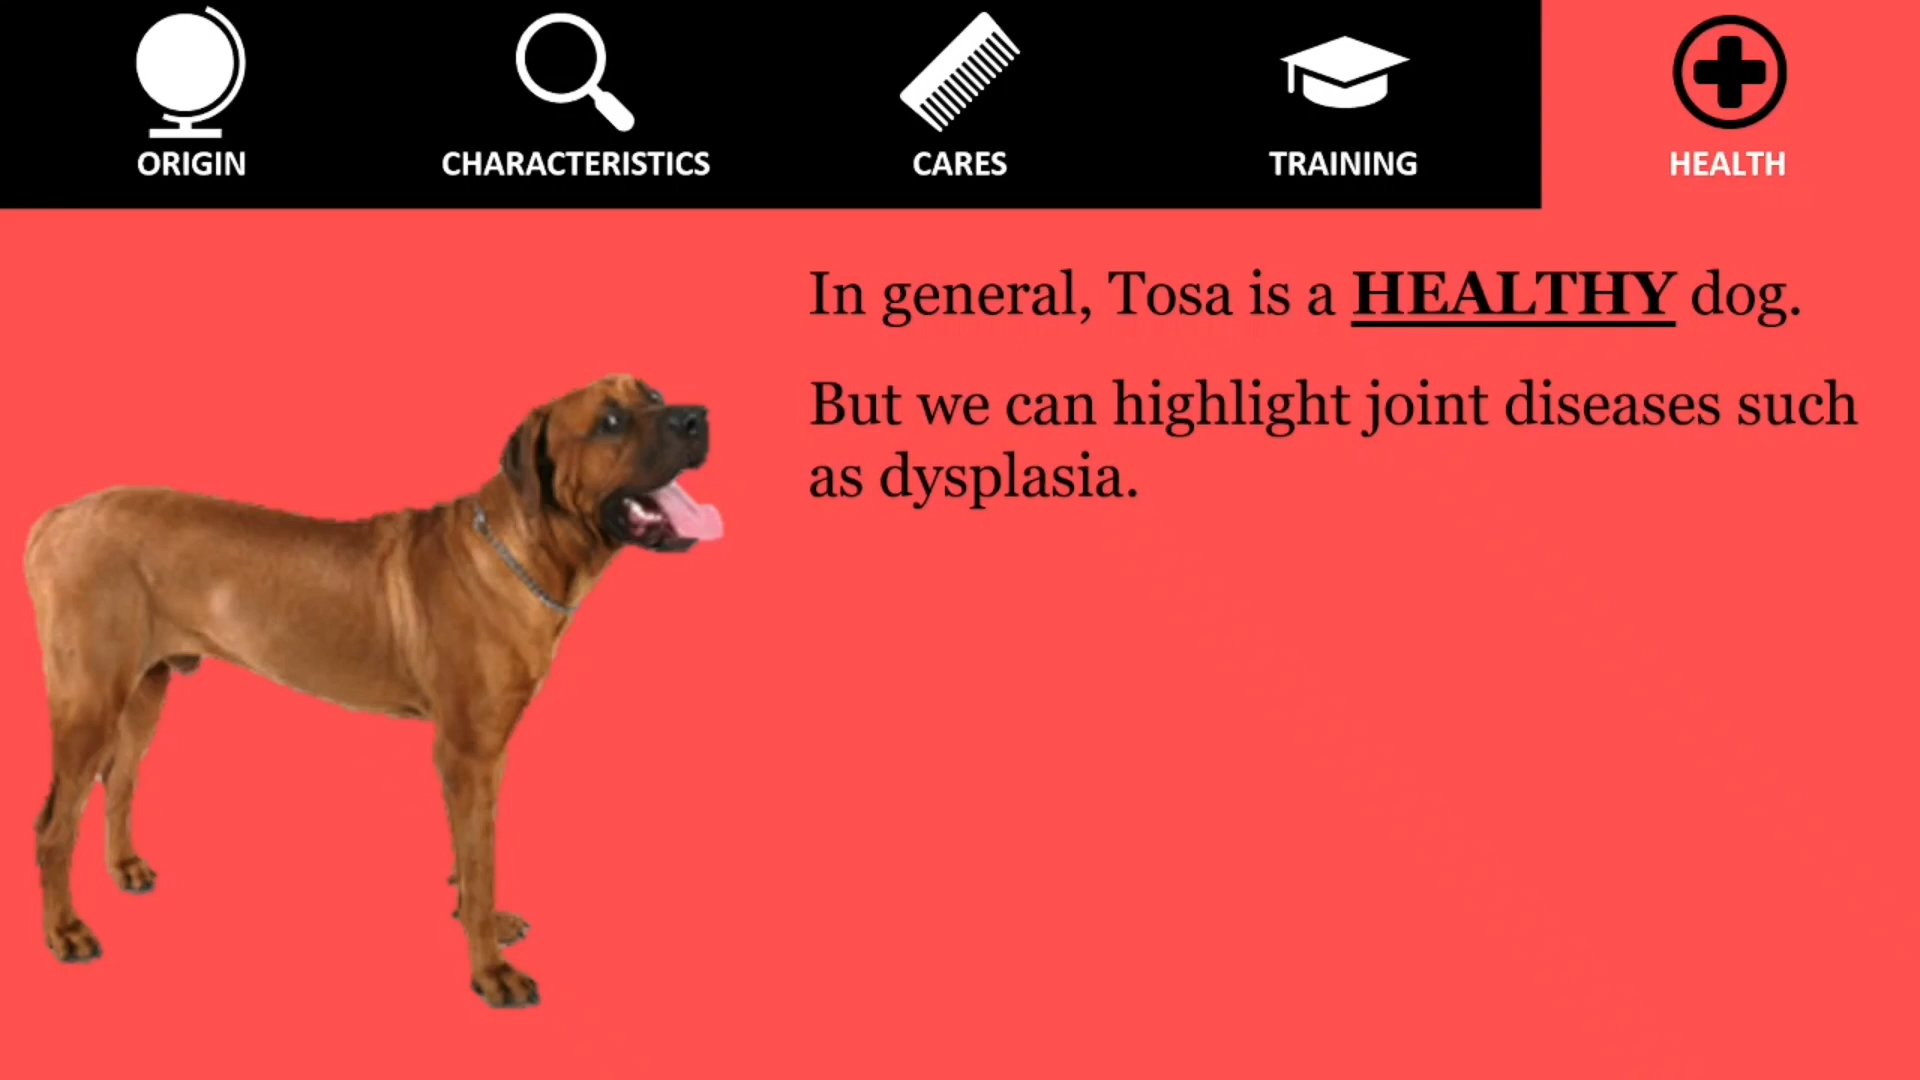 ORIGIN
CHARACTERISTICS
CARES
TRAINING
HEALTH
In general, Tosa is a HEALTHY dog.
But we can highlight joint diseases such
as dysplasia.